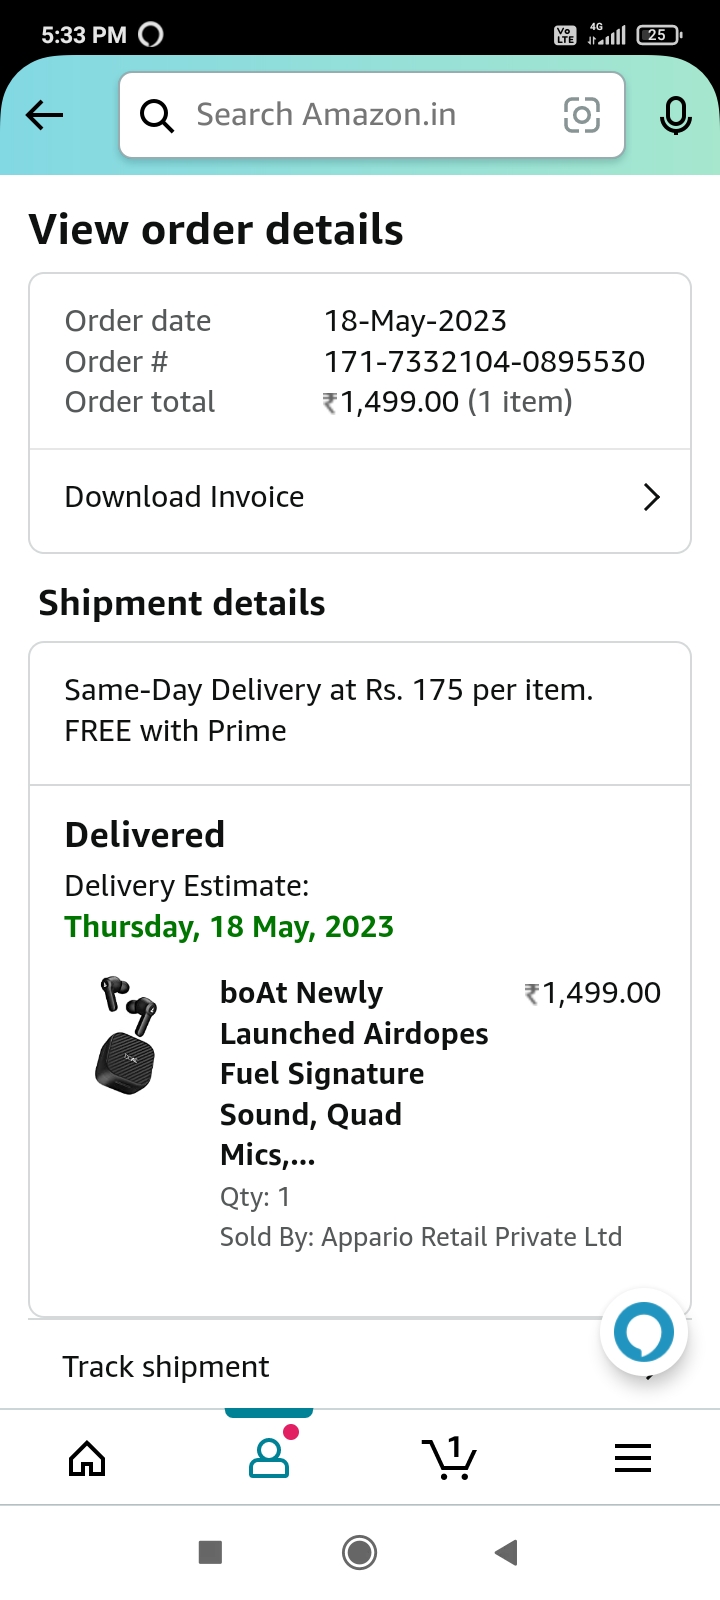 5:33 PM
Vo LTE 4G 25
Search Amazon.in
View order details
Order date 18-May-2023
Order # 171-7332104-0895530
Order total ₹1,499.00 (1 item)
Download Invoice
Shipment details
Same-Day Delivery at Rs. 175 per item.
FREE with Prime
Delivered
Delivery Estimate:
Thursday, 18 May, 2023
boAt Newly ₹1,499.00
Launched Airdopes
Fuel Signature
Sound, Quad
Mics,...
Qty: 1
Sold By: Appario Retail Private Ltd
Track shipment
1